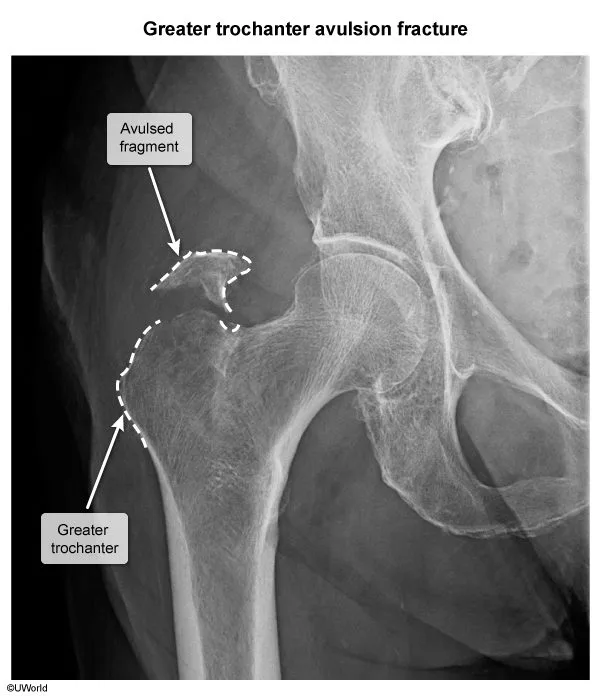 Greater trochanter avulsion fracture
Avulsed
fragment
Greater
trochanter
©UWorld